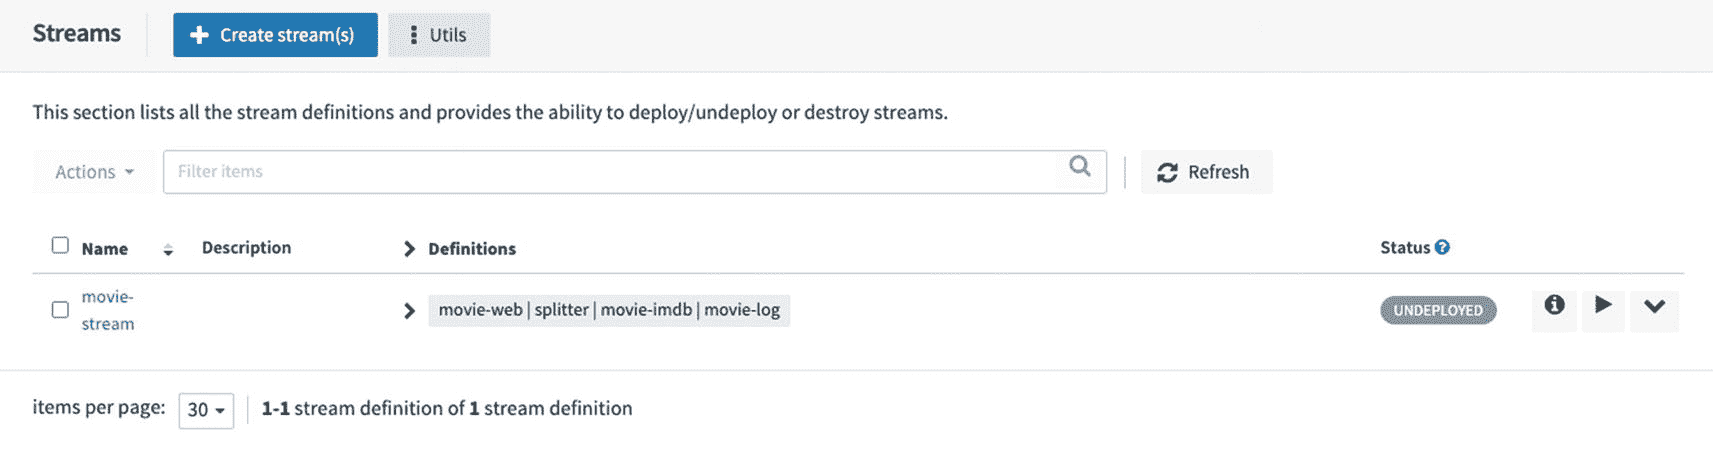 Streams
Create stream(s)
Utils
This section lists all the stream definitions and provides the ability to deploy/undeploy or destroy streams.
Actions
Filter items
Refresh
Name
Description
Definitions
Status
movie-
stream
movie-web | splitter | movie-imdb | movie-log
UNDEPLOYED
items per page: 30
1-1 stream definition of 1 stream definition